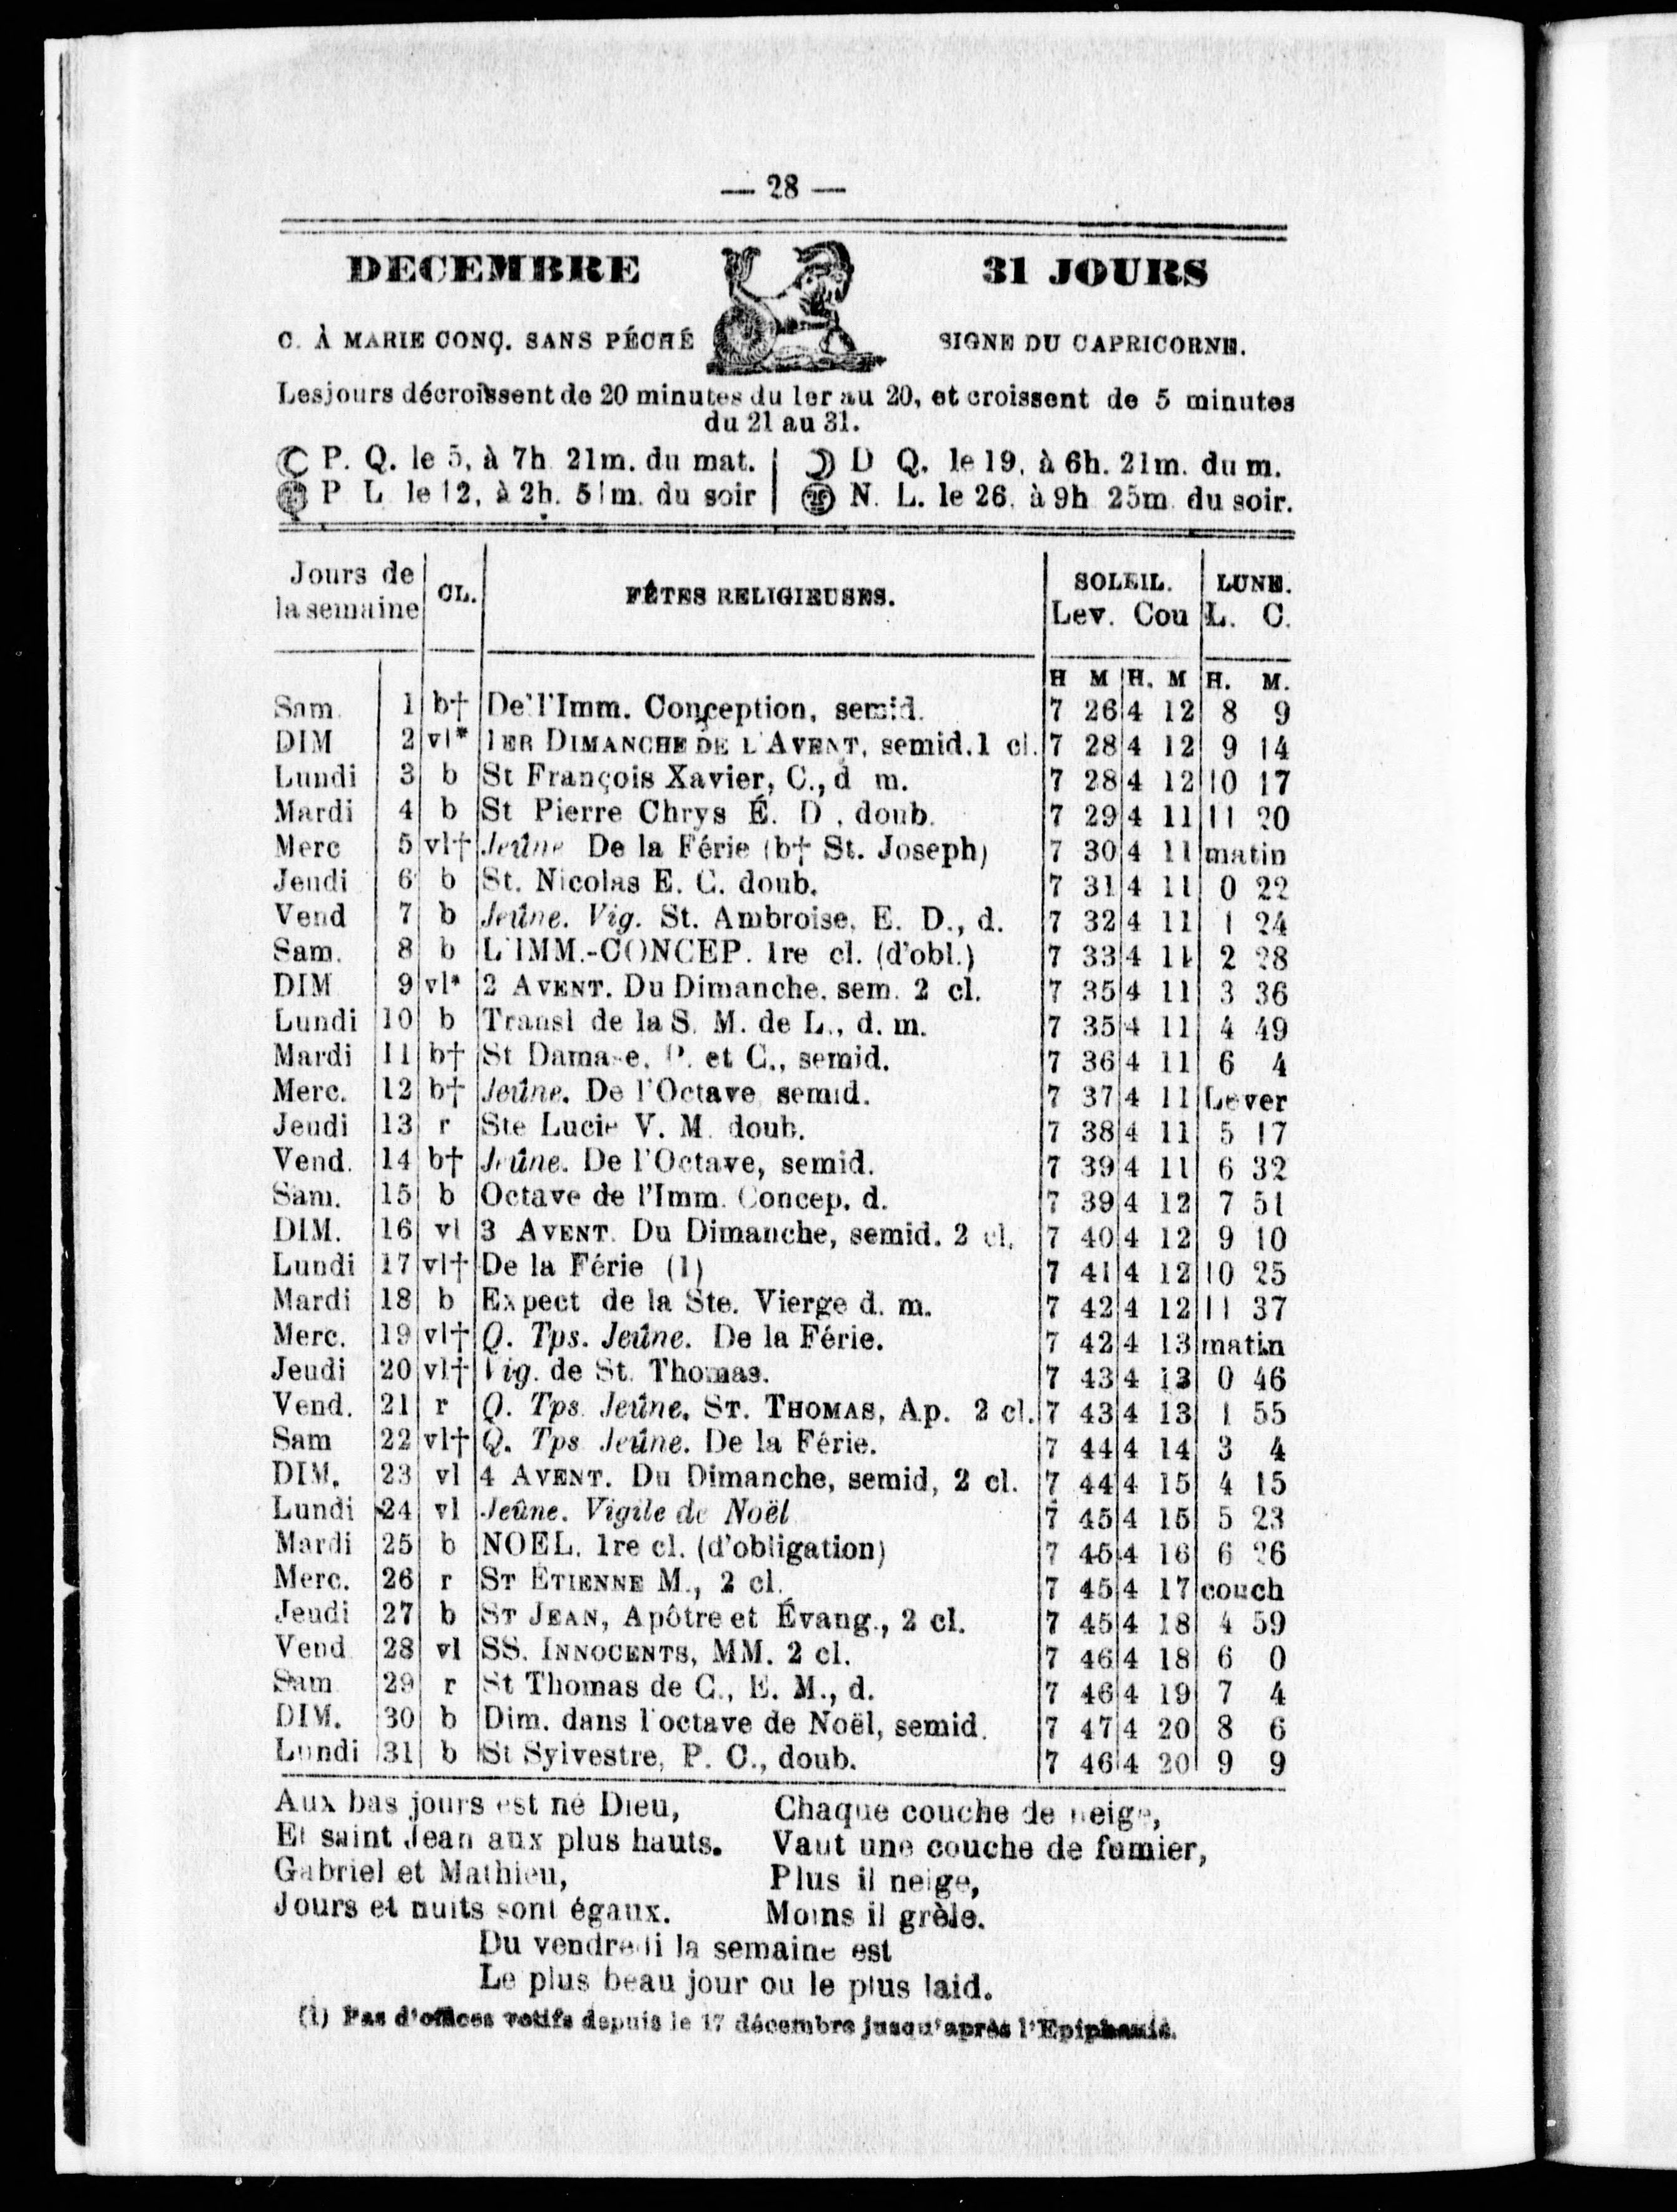 — 28 —
DECEMBRE 31 JOURS
C. À MARIE CONÇ. SANS PÉCHÉ SIGNE DU CAPRICORNE.
Les jours décroissent de 20 minutes du 1er au 20, et croissent de 5 minutes
du 21 au 31.
P. Q. le 5, à 7h 21m. du mat. D Q. le 19, à 6h. 21m. du m.
P L. le 12, à 2h. 51m. du soir N. L. le 26, à 9h 25m du soir.
Jours de la semaine CL. FÊTES RELIGIEUSES. SOLEIL. LUNE.
Lev. Cou L. C.
H M H. M H. M.
Sam. 1 b† De l'Imm. Conception, semid. 7 26 4 12 8 9
DIM 2 vl* 1ER DIMANCHE DE L'AVENT, semid. 1 cl. 7 28 4 12 9 14
Lundi 3 b St François Xavier, C., d m. 7 28 4 12 10 17
Mardi 4 b St Pierre Chrys É. D., doub. 7 29 4 11 11 20
Merc 5 vl† Jeûne De la Férie (b† St. Joseph) 7 30 4 11 matin
Jeudi 6 b St. Nicolas E. C. doub. 7 31 4 11 0 22
Vend 7 b Jeûne. Vig. St. Ambroise, E. D., d. 7 32 4 11 1 24
Sam. 8 b L'IMM.-CONCEP. 1re cl. (d'obl.) 7 33 4 11 2 28
DIM 9 vl* 2 AVENT. Du Dimanche, sem. 2 cl. 7 35 4 11 3 36
Lundi 10 b Transl de la S. M. de L., d. m. 7 35 4 11 4 49
Mardi 11 b† St Damase, P. et C., semid. 7 36 4 11 6 4
Merc. 12 b† Jeûne. De l'Octave semid. 7 37 4 11 Lever
Jeudi 13 r Ste Lucie V. M. doub. 7 38 4 11 5 17
Vend. 14 b† Jeûne. De l'Octave, semid. 7 39 4 11 6 32
Sam. 15 b Octave de l'Imm. Concep. d. 7 39 4 12 7 51
DIM. 16 vl 3 AVENT. Du Dimanche, semid. 2 cl. 7 40 4 12 9 10
Lundi 17 vl† De la Férie (1) 7 41 4 12 10 25
Mardi 18 b Expect de la Ste. Vierge d. m. 7 42 4 12 11 37
Merc. 19 vl† Q. Tps. Jeûne. De la Férie. 7 42 4 13 matin
Jeudi 20 vl† Vig. de St. Thomas. 7 43 4 13 0 46
Vend. 21 r Q. Tps. Jeûne. ST. THOMAS, Ap. 2 cl. 7 43 4 13 1 55
Sam 22 vl† Q. Tps Jeûne. De la Férie. 7 44 4 14 3 4
DIM. 23 vl 4 AVENT. Du Dimanche, semid, 2 cl. 7 44 4 15 4 15
Lundi 24 vl Jeûne. Vigile de Noël 7 45 4 15 5 23
Mardi 25 b NOEL. 1re cl. (d'obligation) 7 45 4 16 6 26
Merc. 26 r ST ETIENNE M., 2 cl. 7 45 4 17 couch
Jeudi 27 b ST JEAN, Apôtre et Évang., 2 cl. 7 45 4 18 4 59
Vend 28 vl SS. INNOCENTS, MM. 2 cl. 7 46 4 18 6 0
Sam 29 r St Thomas de C., E. M., d. 7 46 4 19 7 4
DIM. 30 b Dim. dans l'octave de Noël, semid. 7 47 4 20 8 6
Lundi 31 b St Sylvestre, P. C., doub. 7 46 4 20 9 9
Aux bas jours est né Dieu,
Et saint Jean aux plus hauts.
Gabriel et Mathieu,
Jours et nuits sont égaux.
Chaque couche de neige,
Vaut une couche de fumier,
Plus il neige,
Moins il grèle.
Du vendredi la semaine est
Le plus beau jour ou le plus laid.
(1) Pas d'offices votifs depuis le 17 décembre jusqu'après l'Epiphanie.